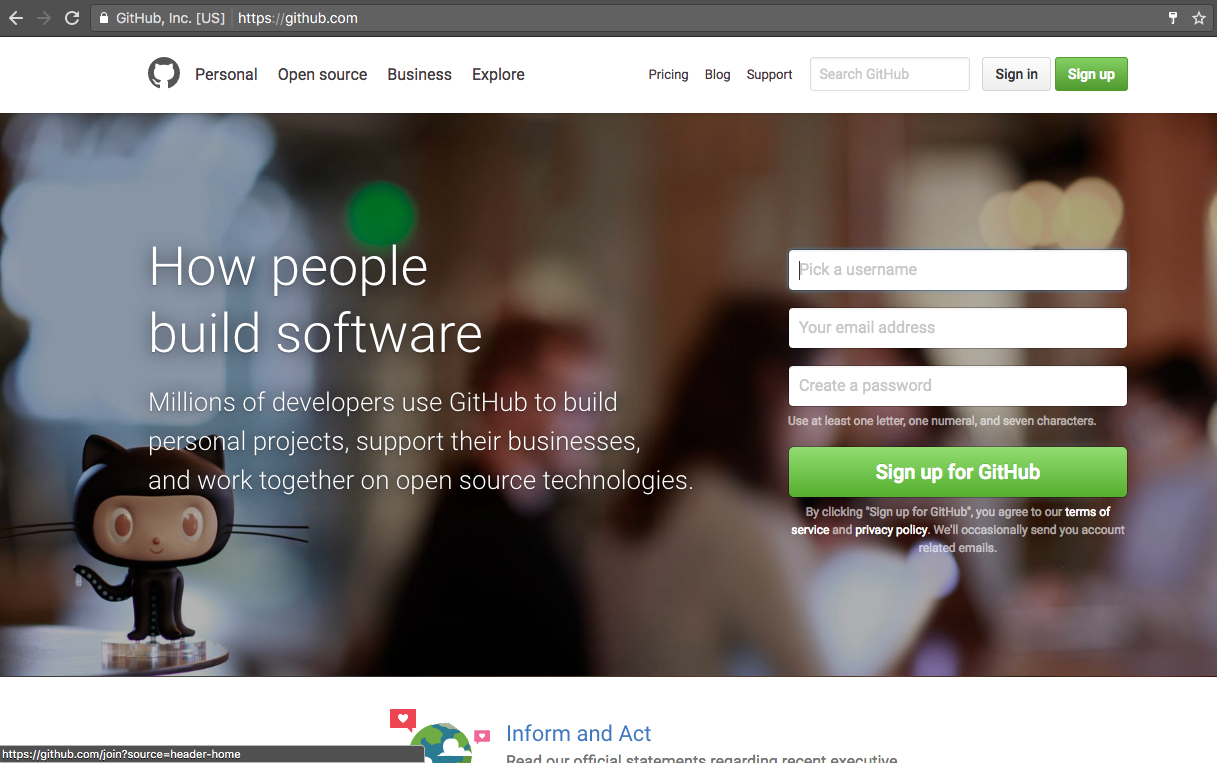 GitHub, Inc. [US] https://github.com
Personal Open source Business Explore Pricing Blog Support Search GitHub Sign in Sign up
How people
build software
Millions of developers use GitHub to build
personal projects, support their businesses,
and work together on open source technologies.
Pick a username
Your email address
Create a password
Use at least one letter, one numeral, and seven characters.
Sign up for GitHub
By clicking "Sign up for GitHub", you agree to our terms of
service and privacy policy. We'll occasionally send you account
related emails.
Inform and Act
Read our official statements regarding recent executive
https://github.com/join?source=header-home